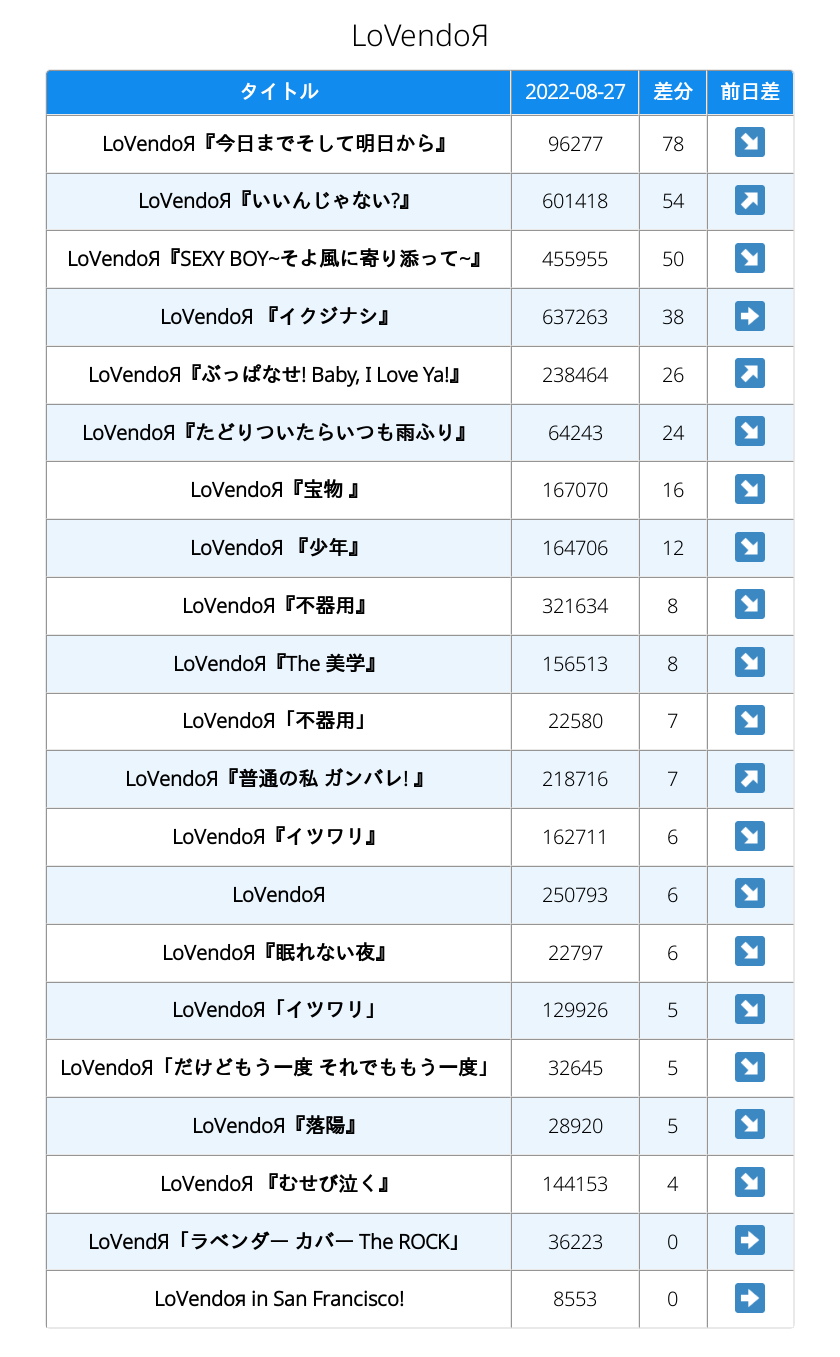 LoVendoЯ
タイトル 2022-08-27 差分 前日差
LoVendoЯ『今日までそして明日から』 96277 78 ↘
LoVendoЯ『いいんじゃない?』 601418 54 ↗
LoVendoЯ『SEXY BOY~そよ風に寄り添って~』 455955 50 ↘
LoVendoЯ 『イクジナシ』 637263 38 ➡
LoVendoЯ『ぶっぱなせ! Baby, I Love Ya!』 238464 26 ↗
LoVendoЯ『たどりついたらいつも雨ふり』 64243 24 ↘
LoVendoЯ『宝物 』 167070 16 ↘
LoVendoЯ 『少年』 164706 12 ↘
LoVendoЯ『不器用』 321634 8 ↘
LoVendoЯ『The 美学』 156513 8 ↘
LoVendoЯ「不器用」 22580 7 ↘
LoVendoЯ『普通の私 ガンバレ! 』 218716 7 ↗
LoVendoЯ『イツワリ』 162711 6 ↘
LoVendoЯ 250793 6 ↘
LoVendoЯ『眠れない夜』 22797 6 ↘
LoVendoЯ「イツワリ」 129926 5 ↘
LoVendoЯ「だけどもう一度 それでももう一度」 32645 5 ↘
LoVendoЯ『落陽』 28920 5 ↘
LoVendoЯ 『むせび泣く』 144153 4 ↘
LoVendЯ「ラベンダー カバー The ROCK」 36223 0 ➡
LoVendoя in San Francisco! 8553 0 ➡